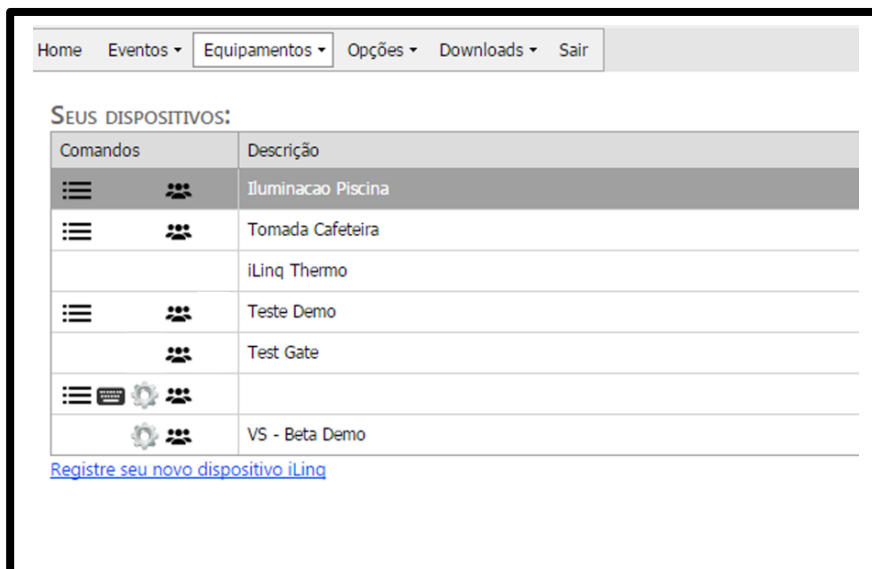 Home Eventos Equipamentos Opções Downloads Sair
SEUS DISPOSITIVOS:
Comandos Descrição
Iluminacao Piscina
Tomada Cafeteira
iLinq Thermo
Teste Demo
Test Gate
VS - Beta Demo
Registre seu novo dispositivo iLinq